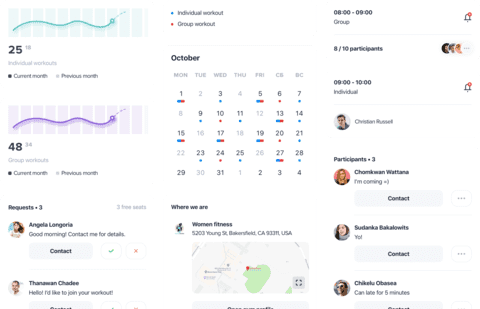 25 18
Individual workouts
Current month
Previous month
48 34
Group workouts
Current month
Previous month
Requests • 3
3 free seats
Angela Longoria
Good morning! Contact me for details.
Contact
Thanawan Chadee
Hello! I'd like to join your workout!
Contact
Individual workout
Group workout
October
MON TUE WED THU FRI CB BC
1 2 3 4 5 6 7
8 9 10 11 12 13 14
15 16 17 18 19 20 21
22 23 24 25 26 27 28
29 30 31 1 2 3 4
Where we are
Women fitness
5203 Young St, Bakersfield, CA 93311, USA
Open gym profile
08:00 - 09:00
Group
8 / 10 participants
09:00 - 10:00
Individual
Christian Russell
Participants • 3
Chomkwan Wattana
I'm coming =)
Contact
Sudanka Bakalowits
Yo!
Contact
Chikelu Obasea
Can late for 5 minutes
Contact